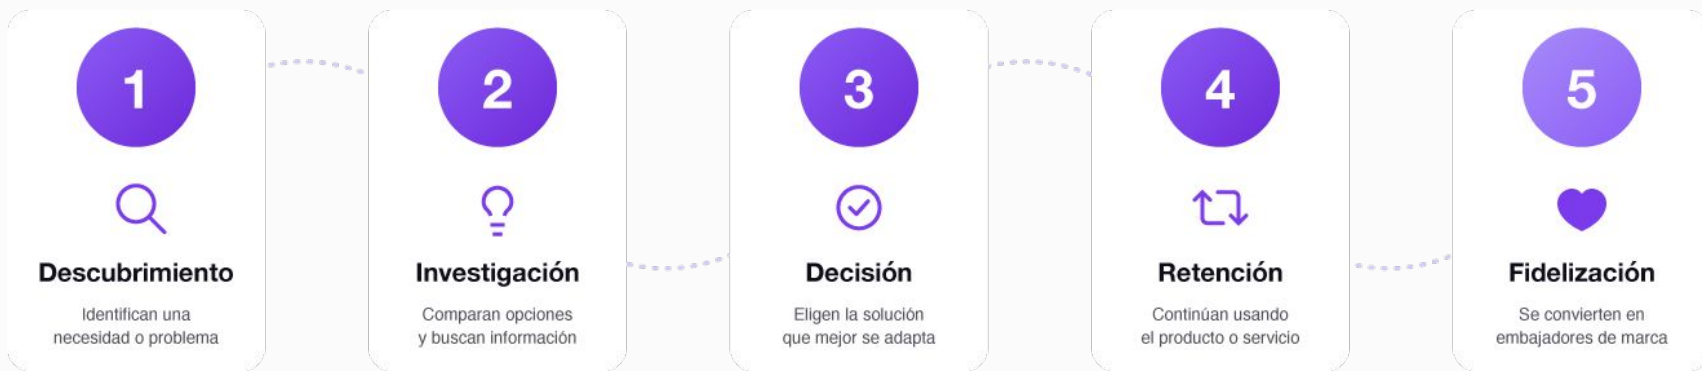 1
Descubrimiento
Identifican una
necesidad o problema
2
Investigación
Comparan opciones
y buscan información
3
Decisión
Eligen la solución
que mejor se adapta
4
Retención
Continúan usando
el producto o servicio
5
Fidelización
Se convierten en
embajadores de marca